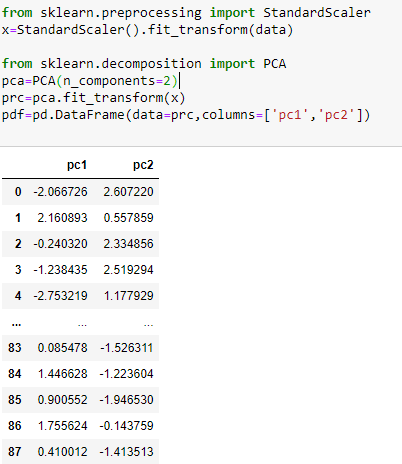 from sklearn.preprocessing import StandardScaler
x=StandardScaler().fit_transform(data)
from sklearn.decomposition import PCA
pca=PCA(n_components=2)
prc=pca.fit_transform(x)
pdf=pd.DataFrame(data=prc,columns=['pc1','pc2'])
pc1 pc2
0 -2.066726 2.607220
1 2.160893 0.557859
2 -0.240320 2.334856
3 -1.238435 2.519294
4 -2.753219 1.177929
... ... ...
83 0.085478 -1.526311
84 1.446628 -1.223604
85 0.900552 -1.946530
86 1.755624 -0.143759
87 0.410012 -1.413513